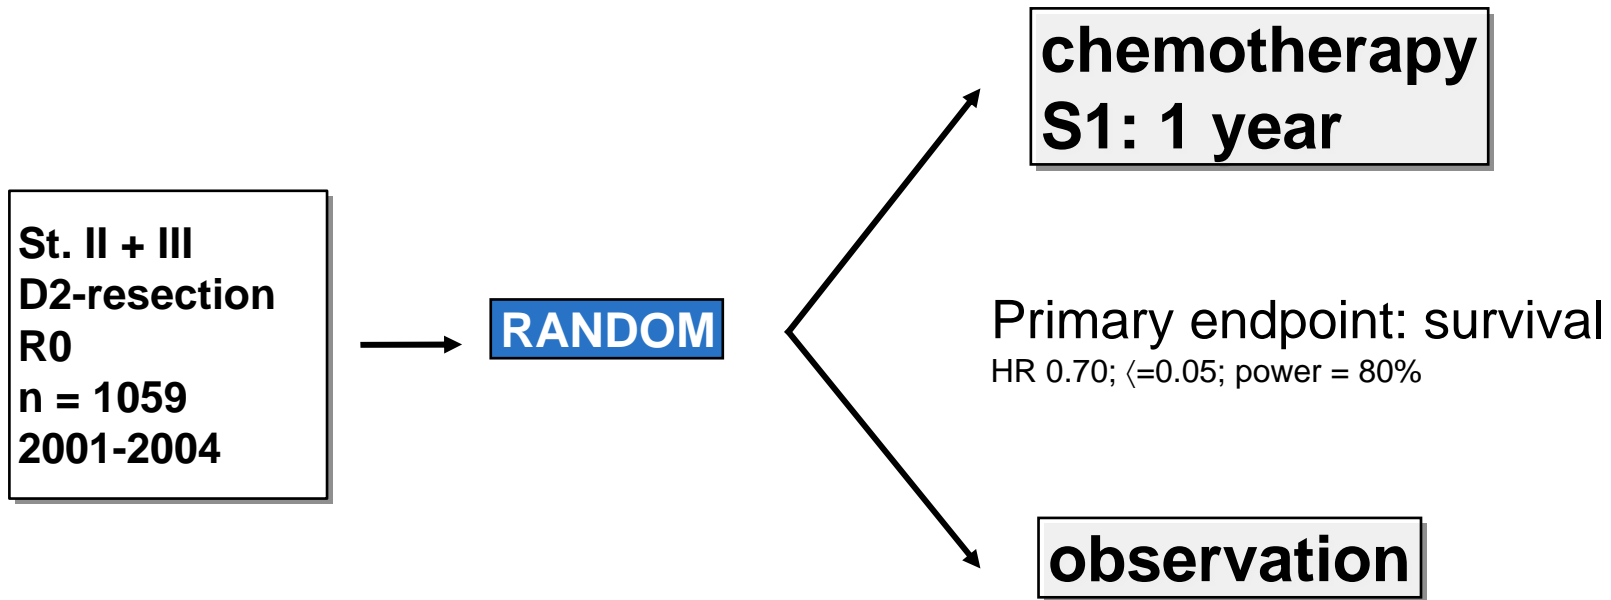 St. II + III
D2-resection
R0
n = 1059
2001-2004
RANDOM
chemotherapy
S1: 1 year
Primary endpoint: survival
HR 0.70; ⟨=0.05; power = 80%
observation